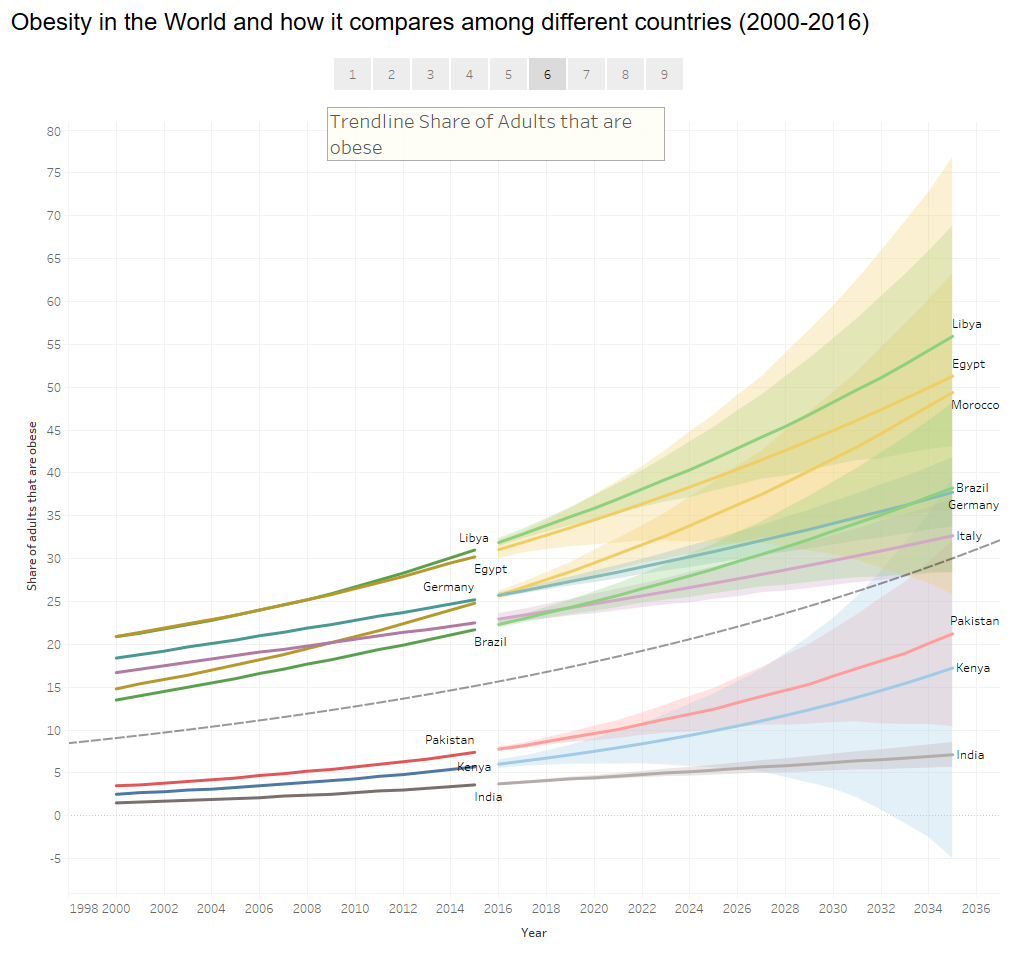 Obesity in the World and how it compares among different countries (2000-2016)
1 2 3 4 5 6 7 8 9
Trendline Share of Adults that are
obese
80
75
70
65
60
55
50
45
40
35
30
25
20
15
10
5
0
-5
Share of adults that are obese
Libya
Egypt
Germany
Brazil
Pakistan
Kenya
India
Libya
Egypt
Morocco
Brazil
Germany
Italy
Pakistan
Kenya
India
1998 2000 2002 2004 2006 2008 2010 2012 2014 2016 2018 2020 2022 2024 2026 2028 2030 2032 2034 2036
Year